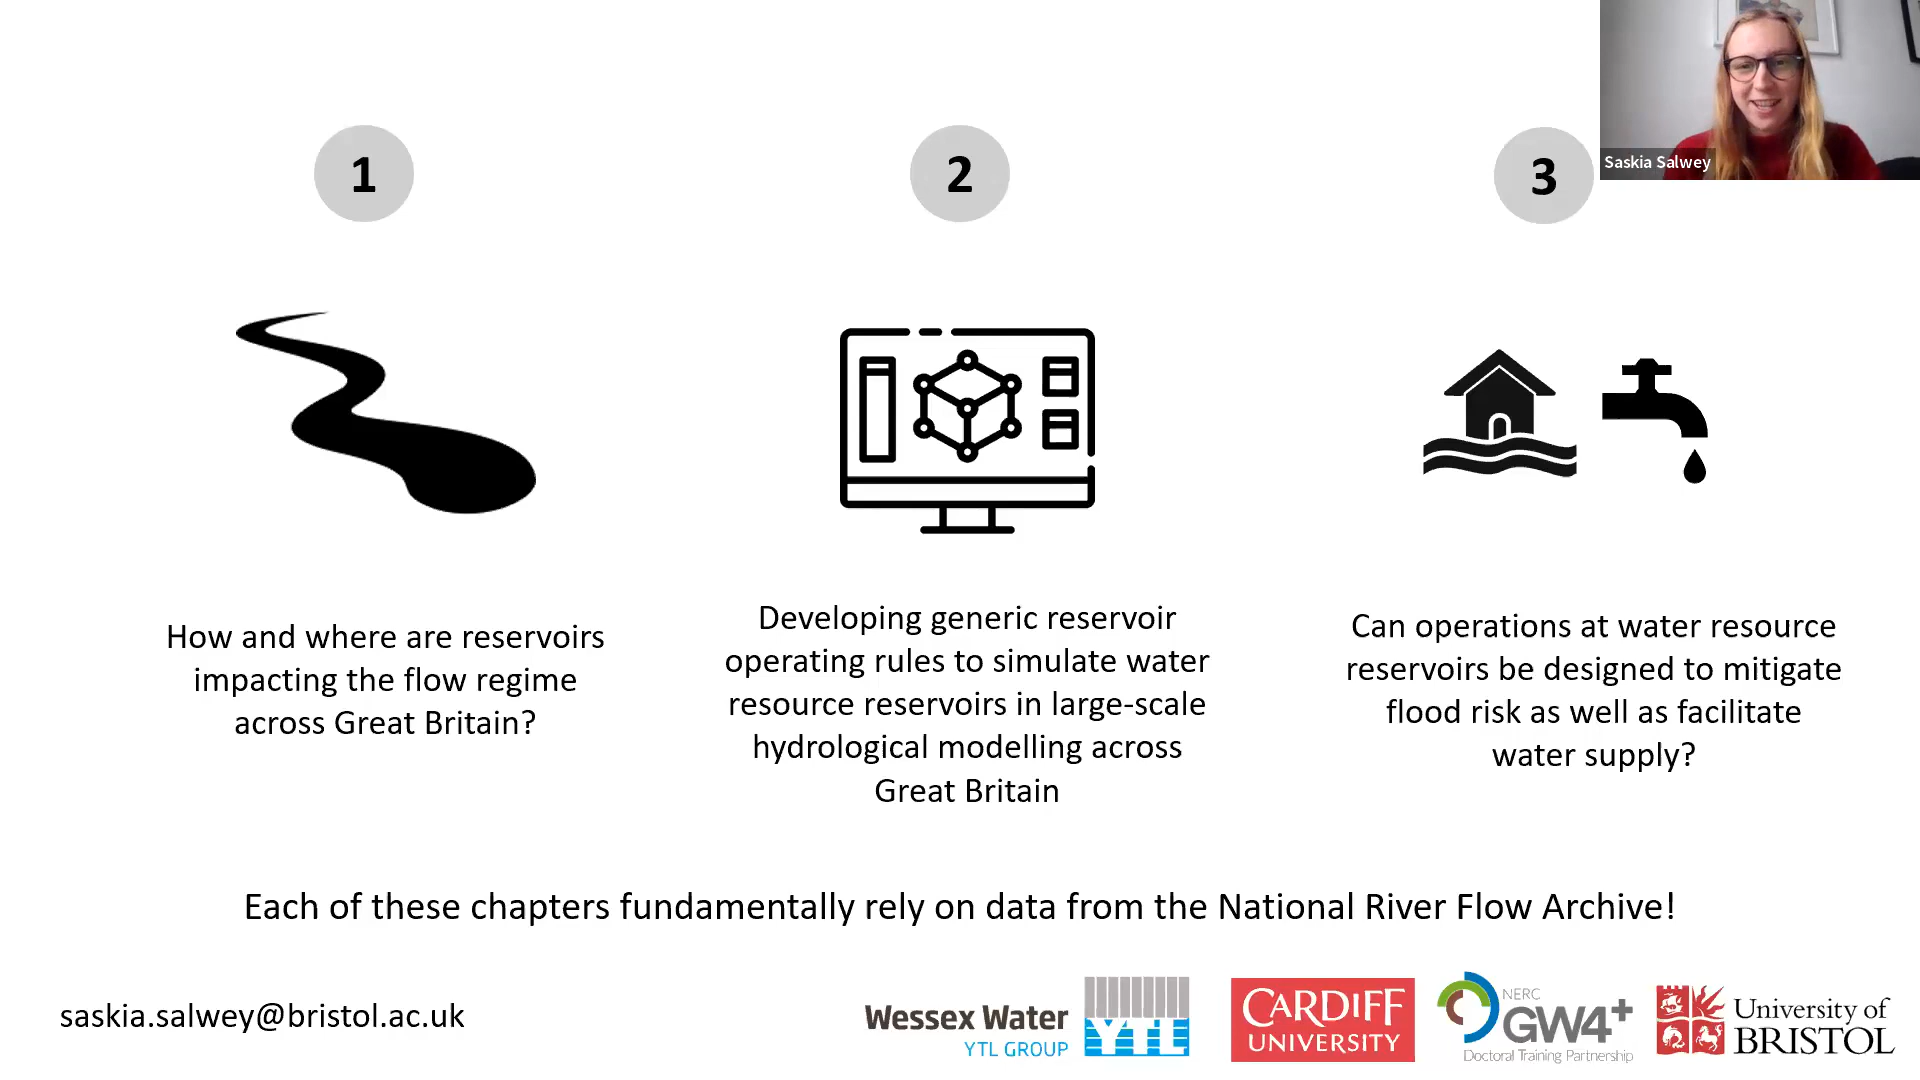 Saskia Salwey
1
2
3
How and where are reservoirs
impacting the flow regime
across Great Britain?
Developing generic reservoir
operating rules to simulate water
resource reservoirs in large-scale
hydrological modelling across
Great Britain
Can operations at water resource
reservoirs be designed to mitigate
flood risk as well as facilitate
water supply?
Each of these chapters fundamentally rely on data from the National River Flow Archive!
saskia.salwey@bristol.ac.uk
Wessex Water
YTL GROUP
YTL
CARDIFF
UNIVERSITY
NERC
GW4+
Doctoral Training Partnership
University of
BRISTOL